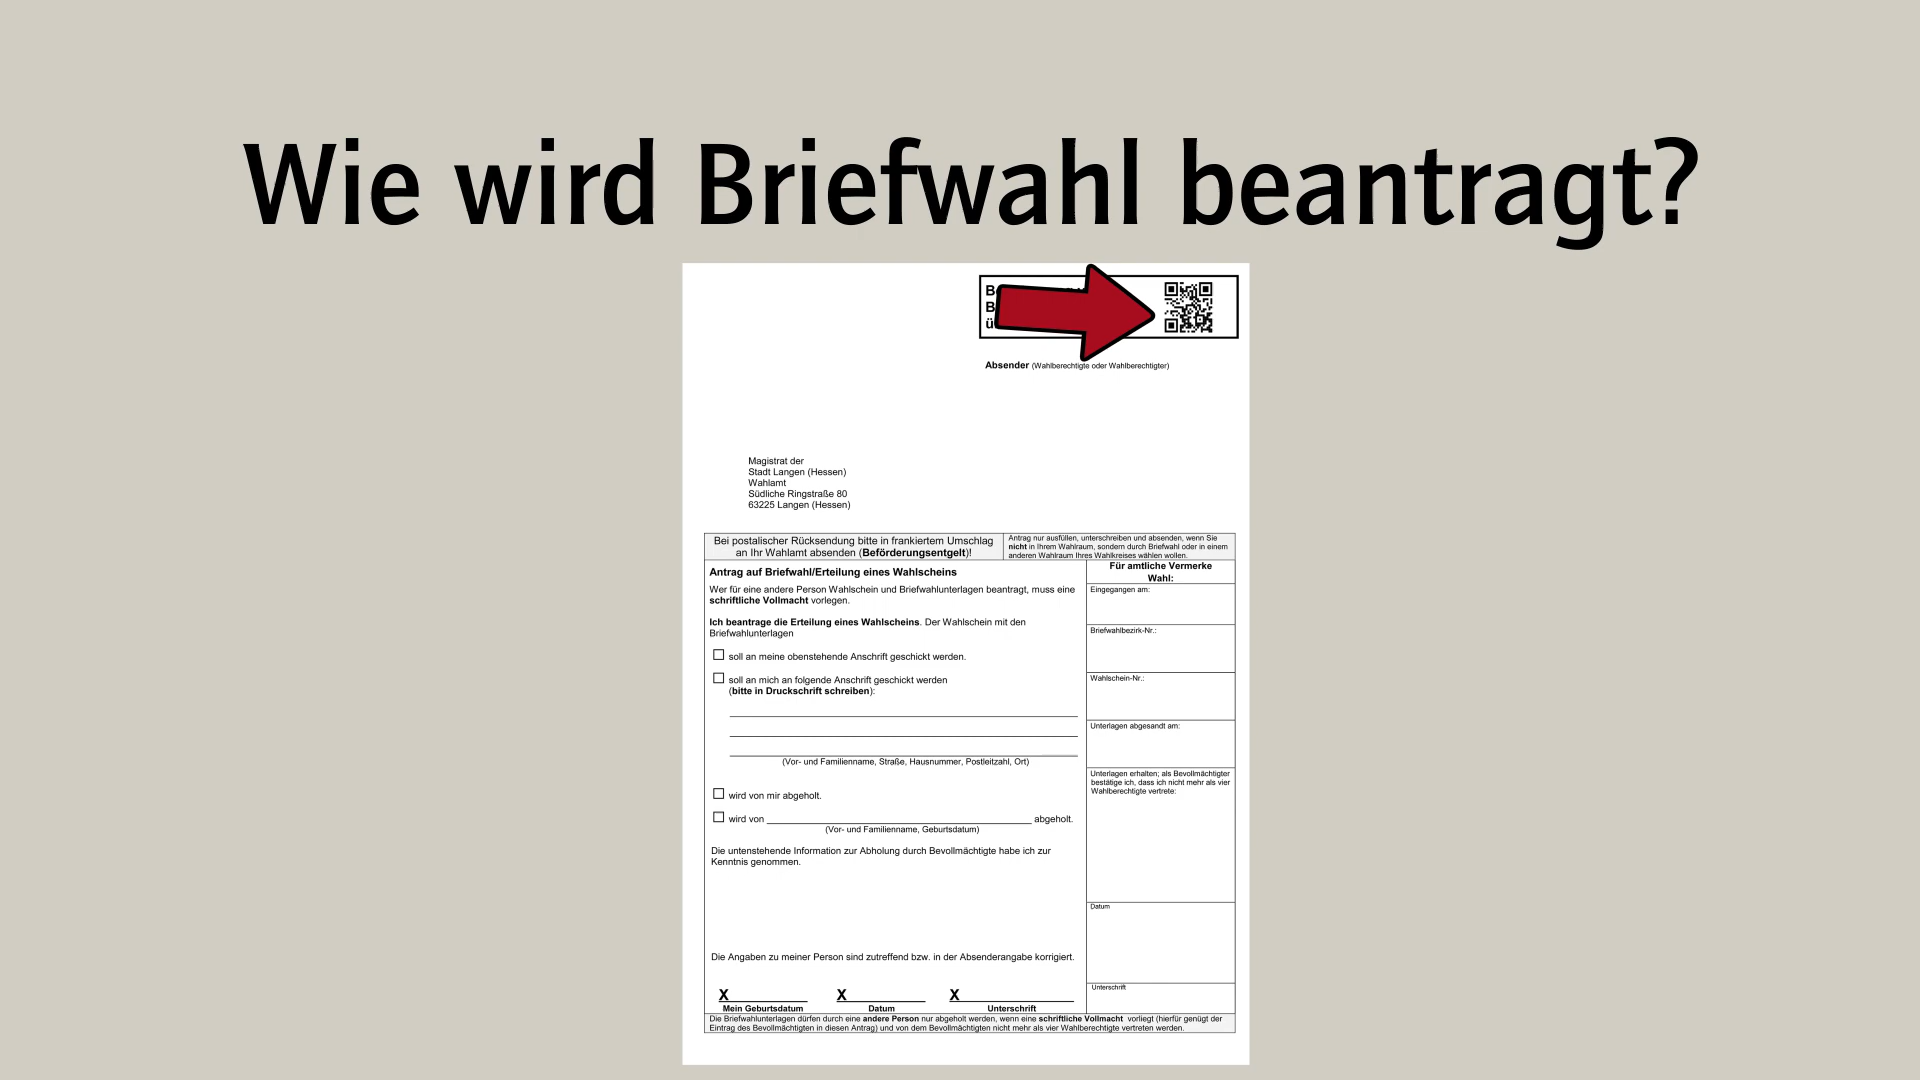 Wie wird Briefwahl beantragt?
Absender (Wahlberechtigte oder Wahlberechtigter)
Magistrat der
Stadt Langen (Hessen)
Wahlamt
Südliche Ringstraße 80
63225 Langen (Hessen)
Bei postalischer Rücksendung bitte in frankiertem Umschlag
an Ihr Wahlamt absenden (Beförderungsentgelt)!
Antrag nur ausfüllen, unterschreiben und absenden, wenn Sie
nicht in Ihrem Wahlraum, sondern durch Briefwahl oder in einem
anderen Wahlraum Ihres Wahlkreises wählen wollen.
Antrag auf Briefwahl/Erteilung eines Wahlscheins
Wer für eine andere Person Wahlschein und Briefwahlunterlagen beantragt, muss eine
schriftliche Vollmacht vorlegen.
Ich beantrage die Erteilung eines Wahlscheins. Der Wahlschein mit den
Briefwahlunterlagen
soll an meine obenstehende Anschrift geschickt werden.
soll an mich an folgende Anschrift geschickt werden
(bitte in Druckschrift schreiben):
(Vor- und Familienname, Straße, Hausnummer, Postleitzahl, Ort)
wird von mir abgeholt.
wird von abgeholt.
(Vor- und Familienname, Geburtsdatum)
Die untenstehende Information zur Abholung durch Bevollmächtigte habe ich zur
Kenntnis genommen.
Die Angaben zu meiner Person sind zutreffend bzw. in der Absenderangabe korrigiert.
X X X
Mein Geburtsdatum Datum Unterschrift
Für amtliche Vermerke
Wahl:
Eingegangen am:
Briefwahlbezirk-Nr.:
Wahlschein-Nr.:
Unterlagen abgesandt am:
Unterlagen erhalten; als Bevollmächtigter
bestätige ich, dass ich nicht mehr als vier
Wahlberechtigte vertrete:
Datum
Unterschrift
Die Briefwahlunterlagen dürfen durch eine andere Person nur abgeholt werden, wenn eine schriftliche Vollmacht vorliegt (hierfür genügt der
Eintrag des Bevollmächtigten in diesen Antrag) und von dem Bevollmächtigten nicht mehr als vier Wahlberechtigte vertreten werden.